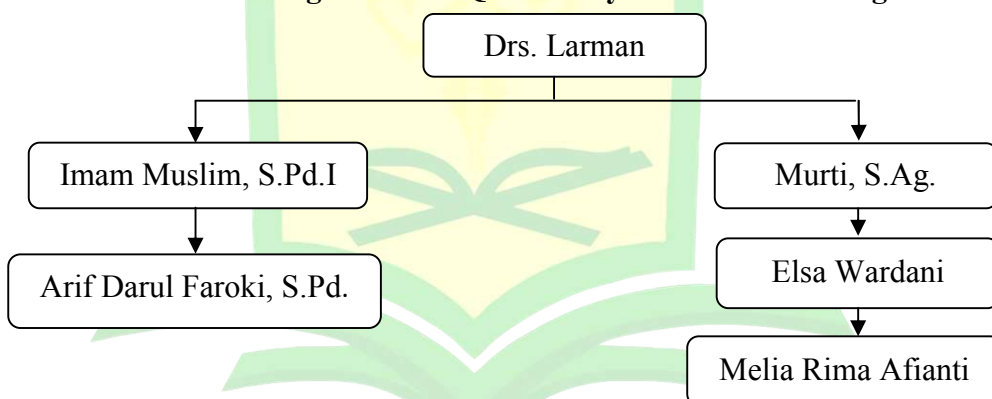 Drs. Larman
Imam Muslim, S.Pd.I
Murti, S.Ag.
Arif Darul Faroki, S.Pd.
Elsa Wardani
Melia Rima Afianti